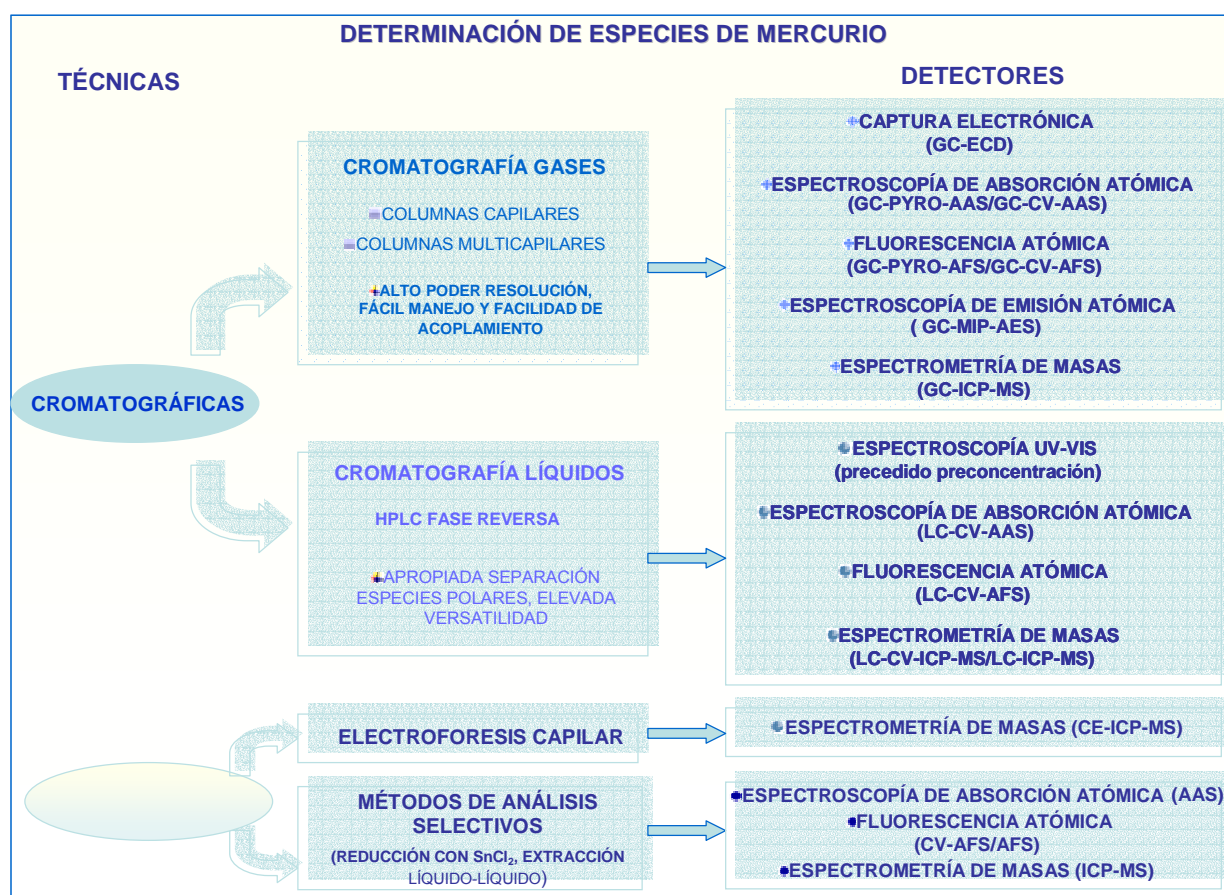 DETERMINACIÓN DE ESPECIES DE MERCURIO
TÉCNICAS
DETECTORES
CROMATOGRÁFICAS
CROMATOGRAFÍA GASES
COLUMNAS CAPILARES
COLUMNAS MULTICAPILARES
ALTO PODER RESOLUCIÓN,
FÁCIL MANEJO Y FACILIDAD DE
ACOPLAMIENTO
CAPTURA ELECTRÓNICA
(GC-ECD)
ESPECTROSCOPÍA DE ABSORCIÓN ATÓMICA
(GC-PYRO-AAS/GC-CV-AAS)
FLUORESCENCIA ATÓMICA
(GC-PYRO-AFS/GC-CV-AFS)
ESPECTROSCOPÍA DE EMISIÓN ATÓMICA
( GC-MIP-AES)
ESPECTROMETRÍA DE MASAS
(GC-ICP-MS)
CROMATOGRAFÍA LÍQUIDOS
HPLC FASE REVERSA
APROPIADA SEPARACIÓN
ESPECIES POLARES, ELEVADA
VERSATILIDAD
ESPECTROSCOPÍA UV-VIS
(precedido preconcentración)
ESPECTROSCOPÍA DE ABSORCIÓN ATÓMICA
(LC-CV-AAS)
FLUORESCENCIA ATÓMICA
(LC-CV-AFS)
ESPECTROMETRÍA DE MASAS
(LC-CV-ICP-MS/LC-ICP-MS)
ELECTROFORESIS CAPILAR
ESPECTROMETRÍA DE MASAS (CE-ICP-MS)
MÉTODOS DE ANÁLISIS
SELECTIVOS
(REDUCCIÓN CON SnCl₂, EXTRACCIÓN
LÍQUIDO-LÍQUIDO)
ESPECTROSCOPÍA DE ABSORCIÓN ATÓMICA (AAS)
FLUORESCENCIA ATÓMICA
(CV-AFS/AFS)
ESPECTROMETRÍA DE MASAS (ICP-MS)